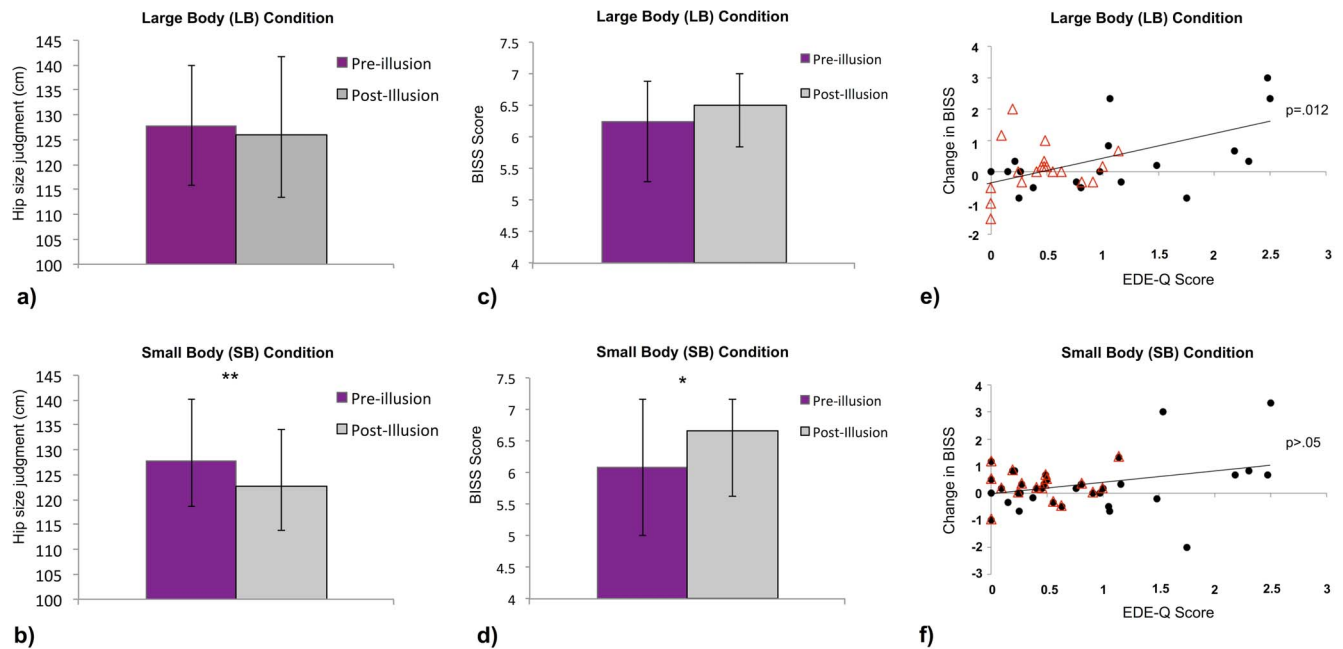 Large Body (LB) Condition
Hip size judgment (cm)
145
140
135
130
125
120
115
110
105
100
Pre-illusion
Post-Illusion
a)
Large Body (LB) Condition
BISS Score
7.5
7
6.5
6
5.5
5
4.5
4
Pre-illusion
Post-Illusion
c)
Large Body (LB) Condition
Change in BISS
4
3
2
1
0
-1
-2
p=.012
0 0.5 1 1.5 2 2.5 3
EDE-Q Score
e)
Small Body (SB) Condition
Hip size judgment (cm)
145
140
135
130
125
120
115
110
105
100
**
Pre-illusion
Post-Illusion
b)
Small Body (SB) Condition
BISS Score
7.5
7
6.5
6
5.5
5
4.5
4
*
Pre-illusion
Post-Illusion
d)
Small Body (SB) Condition
Change in BISS
4
3
2
1
0
-1
-2
-3
p>.05
0 0.5 1 1.5 2 2.5 3
EDE-Q Score
f)